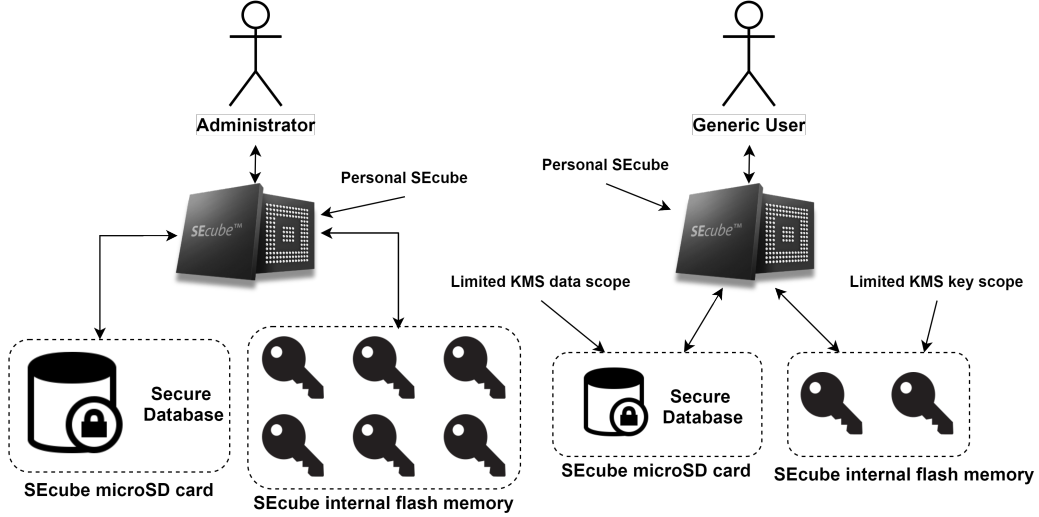 Administrator
Personal SEcube
SEcube™
Secure
Database
SEcube microSD card
SEcube internal flash memory
Generic User
Personal SEcube
SEcube™
Limited KMS data scope
Limited KMS key scope
Secure
Database
SEcube microSD card
SEcube internal flash memory